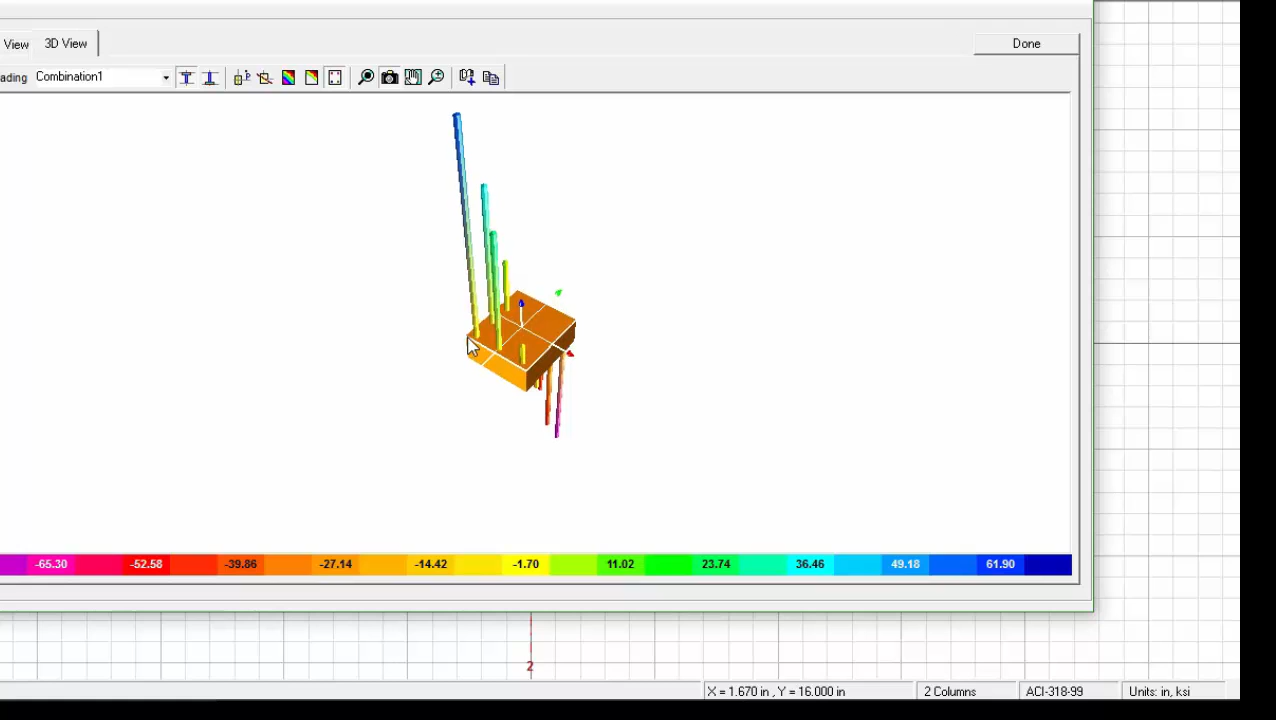 View 3D View Done
ading Combination1
-65.30 -52.58 -39.86 -27.14 -14.42 -1.70 11.02 23.74 36.46 49.18 61.90
2
X = 1.670 in , Y = 16.000 in 2 Columns ACI-318-99 Units: in, ksi